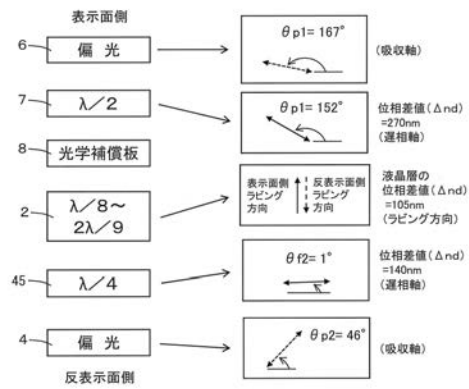 表示面側
6 偏 光
θp1= 167°
(吸収軸)
7 λ/2
θp1= 152°
位相差値(Δnd)
=270nm
(遅相軸)
8 光学補償板
2 λ/8～
2λ/9
表示面側
ラビング
方向
反表示面側
ラビング
方向
液晶層の
位相差値(Δnd)
=105nm
(ラビング方向)
45 λ/4
θf2= 1°
位相差値(Δnd)
=140nm
(遅相軸)
4 偏 光
θp2= 46°
(吸収軸)
反表示面側